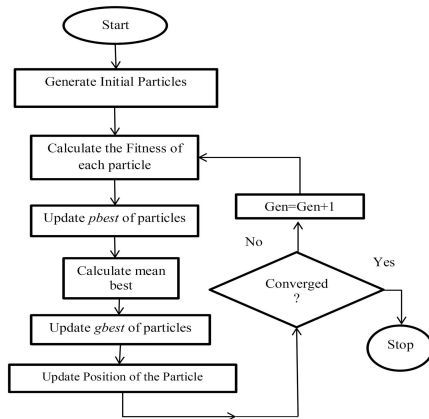 Start
Generate Initial Particles
Calculate the Fitness of
each particle
Update pbest of particles
Calculate mean
best
Update gbest of particles
Update Position of the Particle
Gen=Gen+1
No
Yes
Converged
?
Stop